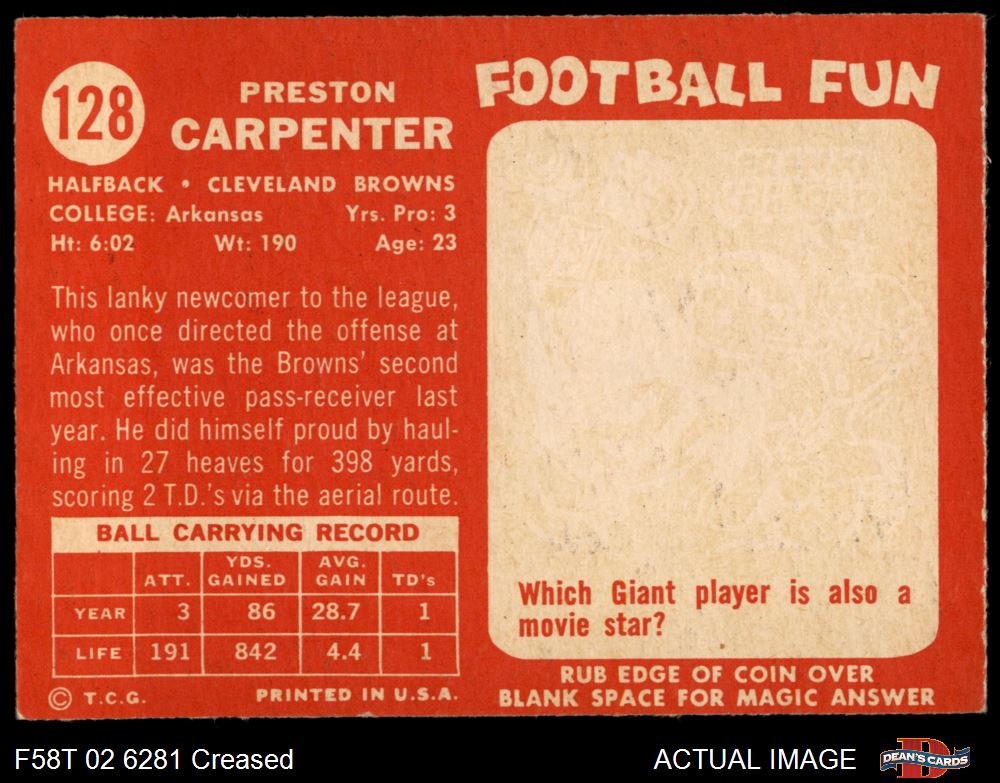 128
PRESTON
CARPENTER
HALFBACK • CLEVELAND BROWNS
COLLEGE: Arkansas Yrs. Pro: 3
Ht: 6:02 Wt: 190 Age: 23
This lanky newcomer to the league,
who once directed the offense at
Arkansas, was the Browns' second
most effective pass-receiver last
year. He did himself proud by haul-
ing in 27 heaves for 398 yards,
scoring 2 T.D.'s via the aerial route.
BALL CARRYING RECORD
ATT. YDS. GAINED AVG. GAIN TD's
YEAR 3 86 28.7 1
LIFE 191 842 4.4 1
© T.C.G. PRINTED IN U.S.A.
FOOTBALL FUN
Which Giant player is also a
movie star?
RUB EDGE OF COIN OVER
BLANK SPACE FOR MAGIC ANSWER
F58T 02 6281 Creased
ACTUAL IMAGE
DEAN'S CARDS